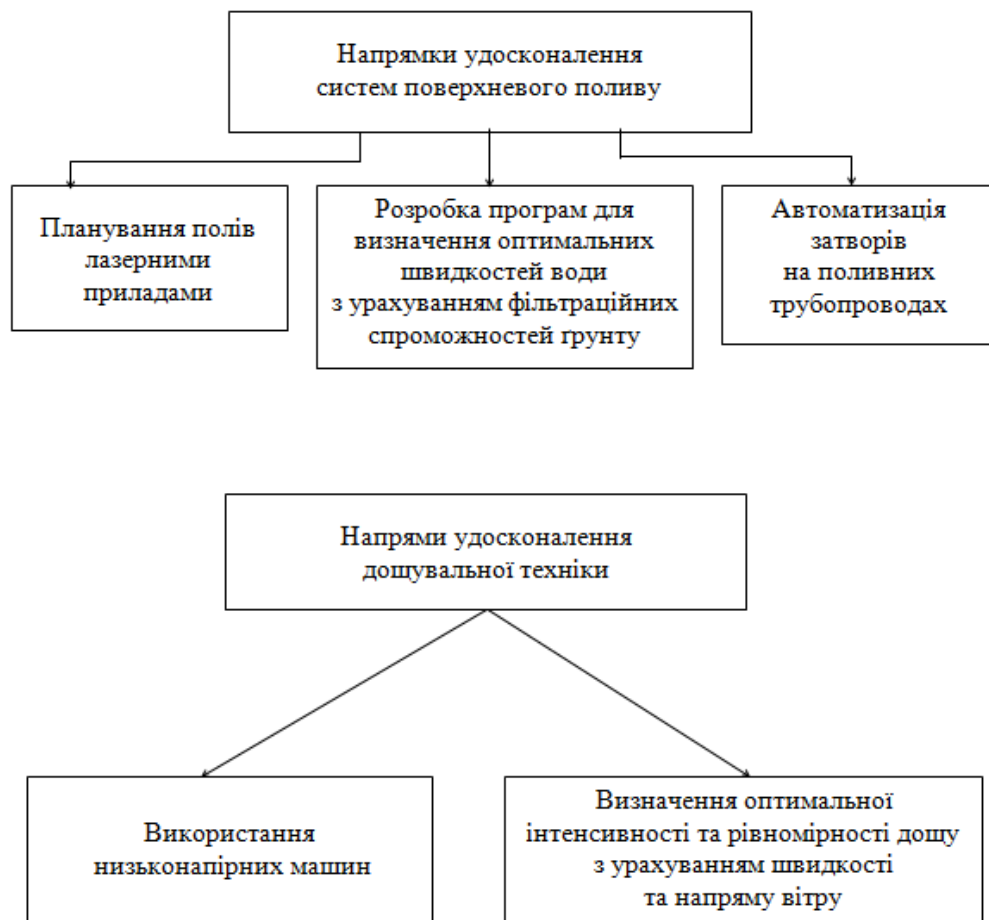 Напрямки удосконалення
систем поверхневого поливу
Планування полів
лазерними
приладами
Розробка програм для
визначення оптимальних
швидкостей води
з урахуванням фільтраційних
спроможностей ґрунту
Автоматизація
затворів
на поливних
трубопроводах
Напрями удосконалення
дощувальної техніки
Використання
низьконапірних машин
Визначення оптимальної
інтенсивності та рівномірності дощу
з урахуванням швидкості
та напряму вітру